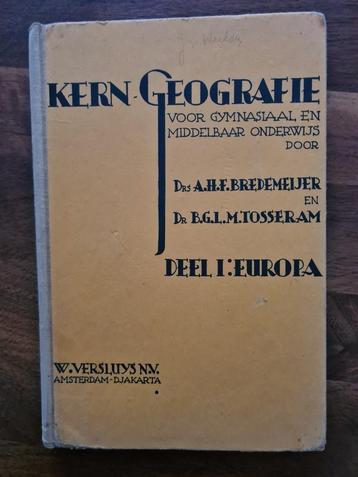 KERN-GEOGRAFIE
VOOR GYMNASIAAL EN
MIDDELBAAR ONDERWIJS
DOOR
DRS A.H.F. BREDEMEIJER
EN
DR B.G.L.M. TOSSERAM
DEEL I: EUROPA
W. VERSLUYS N.V.
AMSTERDAM-DJAKARTA